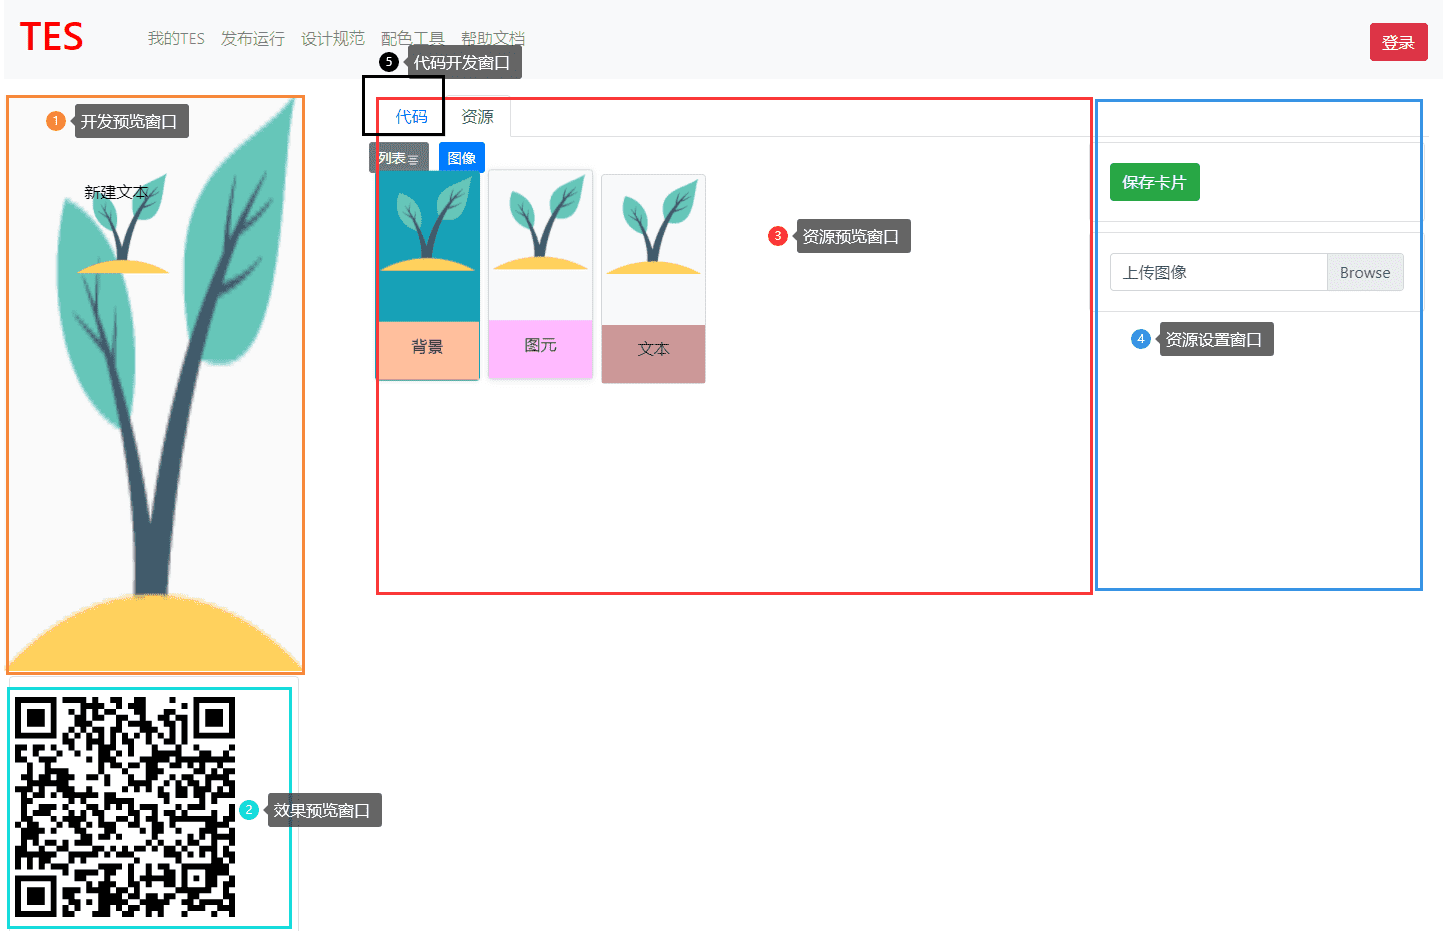 TES
我的TES 发布运行 设计规范 配色工具 帮助文档
登录
5 代码开发窗口
1 开发预览窗口
新建文本
代码 资源
列表 图像
背景
图元
文本
3 资源预览窗口
保存卡片
上传图像 Browse
4 资源设置窗口
2 效果预览窗口